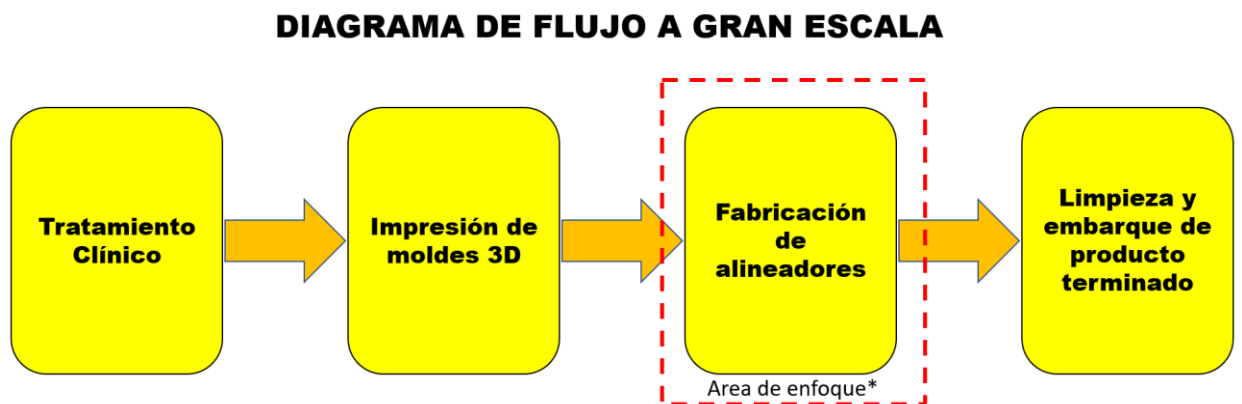 DIAGRAMA DE FLUJO A GRAN ESCALA
Tratamiento
Clínico
Impresión de
moldes 3D
Fabricación
de
alineadores
Limpieza y
embarque de
producto
terminado
Area de enfoque*